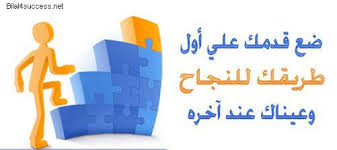 Bilal4success.net
ضع قدمك علي أول
طريقك للنجاح
وعيناك عند آخره